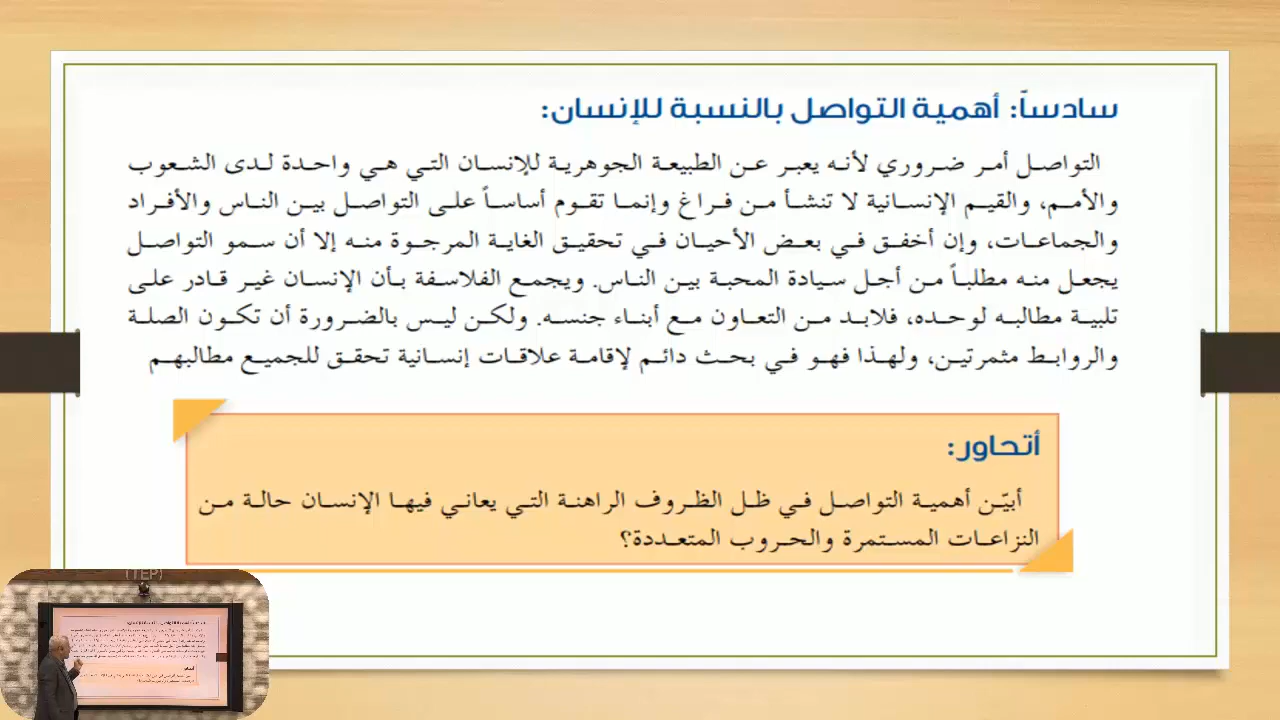 سادساً: أهمية التواصل بالنسبة للإنسان:
التواصل أمر ضروري لأنه يعبر عن الطبيعة الجوهرية للإنسان التي هي واحدة لدى الشعوب
والأمم، والقيم الإنسانية لا تنشأ من فراغ وإنما تقوم أساساً على التواصل بين الناس والأفراد
والجماعات، وإن أخفق في بعض الأحيان في تحقيق الغاية المرجوة منه إلا أن سمو التواصل
يجعل منه مطلباً من أجل سيادة المحبة بين الناس. ويجمع الفلاسفة بأن الإنسان غير قادر على
تلبية مطالبه لوحده، فلابد من التعاون مع أبناء جنسه. ولكن ليس بالضرورة أن تكون الصلة
والروابط مثمرتين، ولهذا فهو في بحث دائم لإقامة علاقات إنسانية تحقق للجميع مطالبهم
أتحاور:
أبيّن أهمية التواصل في ظل الظروف الراهنة التي يعاني فيها الإنسان حالة من
النزاعات المستمرة والحروب المتعددة؟
(TEP)